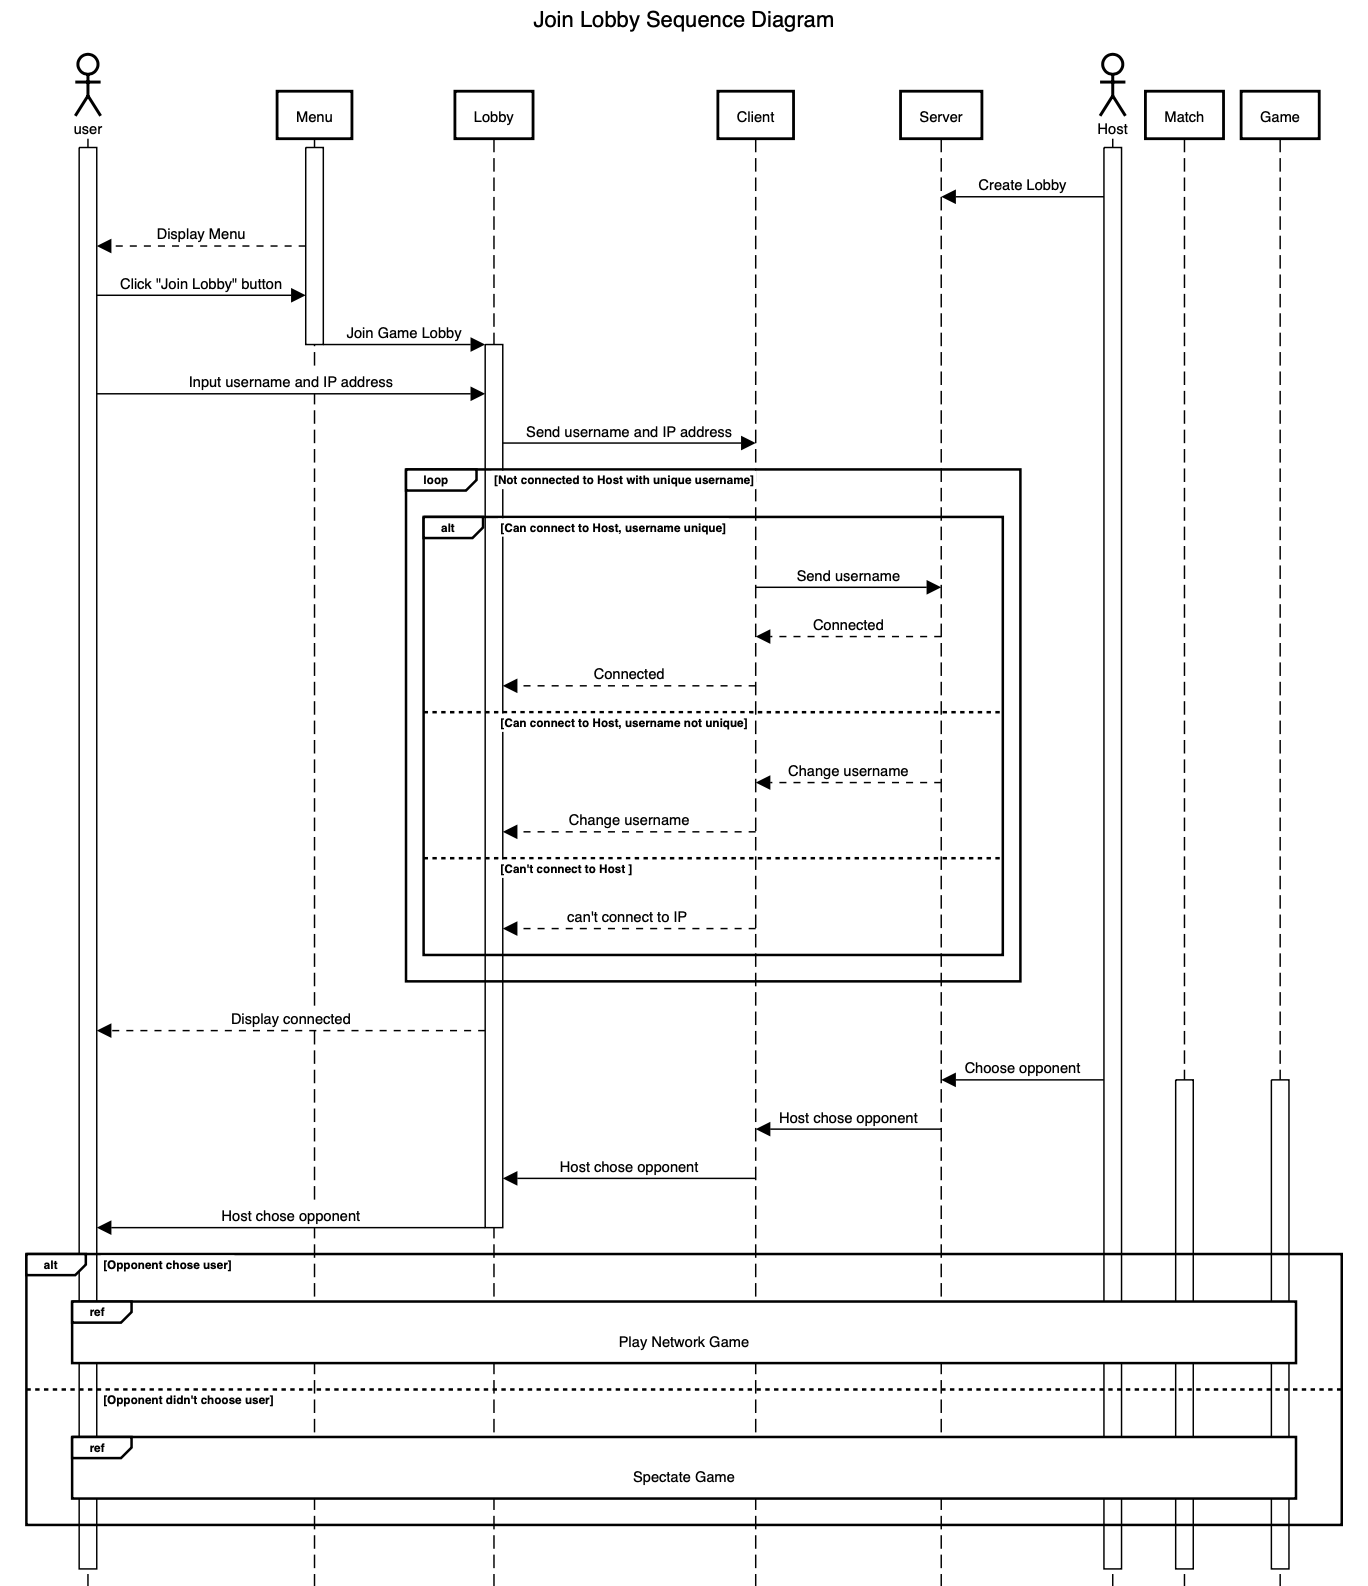 Join Lobby Sequence Diagram
user
Menu
Lobby
Client
Server
Host
Match
Game
Create Lobby
Display Menu
Click "Join Lobby" button
Join Game Lobby
Input username and IP address
Send username and IP address
loop
[Not connected to Host with unique username]
alt
[Can connect to Host, username unique]
Send username
Connected
Connected
[Can connect to Host, username not unique]
Change username
Change username
[Can't connect to Host ]
can't connect to IP
Display connected
Choose opponent
Host chose opponent
Host chose opponent
Host chose opponent
alt
[Opponent chose user]
ref
Play Network Game
[Opponent didn't choose user]
ref
Spectate Game